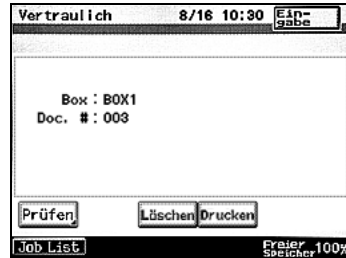 Vertraulich 8/16 10:30 Ein-
gabe
Box : BOX1
Doc. # : 003
Prüfen Löschen Drucken
Job List Freier
Speicher 100%